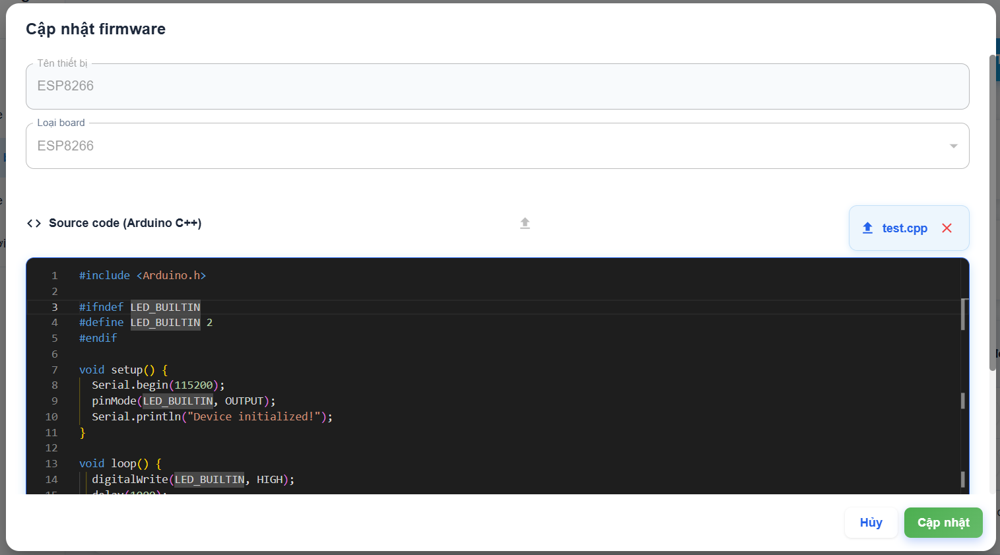 Cập nhật firmware
Tên thiết bị
ESP8266
Loại board
ESP8266
<> Source code (Arduino C++)
test.cpp
1 #include <Arduino.h>
2
3 #ifndef LED_BUILTIN
4 #define LED_BUILTIN 2
5 #endif
6
7 void setup() {
8 Serial.begin(115200);
9 pinMode(LED_BUILTIN, OUTPUT);
10 Serial.println("Device initialized!");
11 }
12
13 void loop() {
14 digitalWrite(LED_BUILTIN, HIGH);
15 delay(1000);
Hủy
Cập nhật